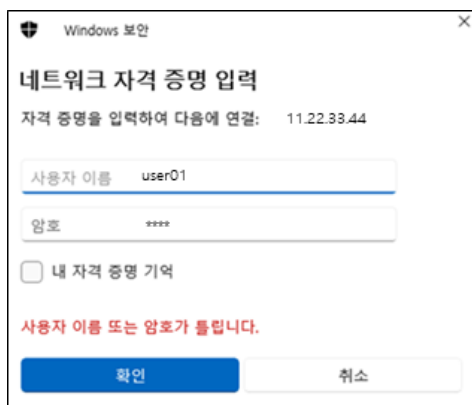 Windows 보안
네트워크 자격 증명 입력
자격 증명을 입력하여 다음에 연결: 11.22.33.44
사용자 이름 user01
암호 ****
내 자격 증명 기억
사용자 이름 또는 암호가 틀립니다.
확인 취소